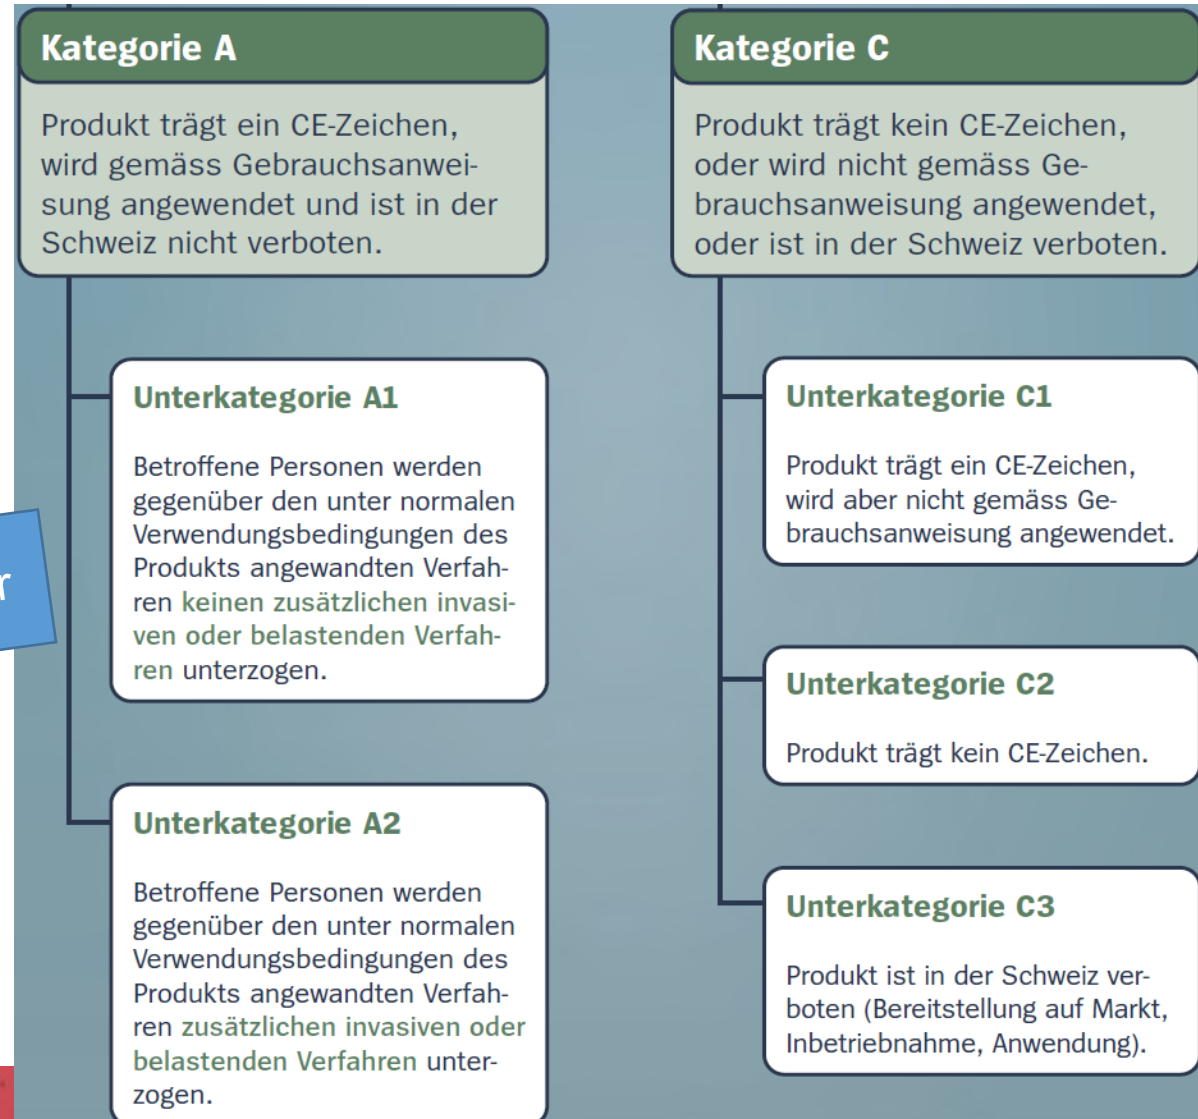 Kategorie A
Produkt trägt ein CE-Zeichen,
wird gemäss Gebrauchsanwei-
sung angewendet und ist in der
Schweiz nicht verboten.
Unterkategorie A1
Betroffene Personen werden
gegenüber den unter normalen
Verwendungsbedingungen des
Produkts angewandten Verfah-
ren keinen zusätzlichen invasi-
ven oder belastenden Verfah-
ren unterzogen.
Unterkategorie A2
Betroffene Personen werden
gegenüber den unter normalen
Verwendungsbedingungen des
Produkts angewandten Verfah-
ren zusätzlichen invasiven oder
belastenden Verfahren unter-
zogen.
Kategorie C
Produkt trägt kein CE-Zeichen,
oder wird nicht gemäss Ge-
brauchsanweisung angewendet,
oder ist in der Schweiz verboten.
Unterkategorie C1
Produkt trägt ein CE-Zeichen,
wird aber nicht gemäss Ge-
brauchsanweisung angewendet.
Unterkategorie C2
Produkt trägt kein CE-Zeichen.
Unterkategorie C3
Produkt ist in der Schweiz ver-
boten (Bereitstellung auf Markt,
Inbetriebnahme, Anwendung).